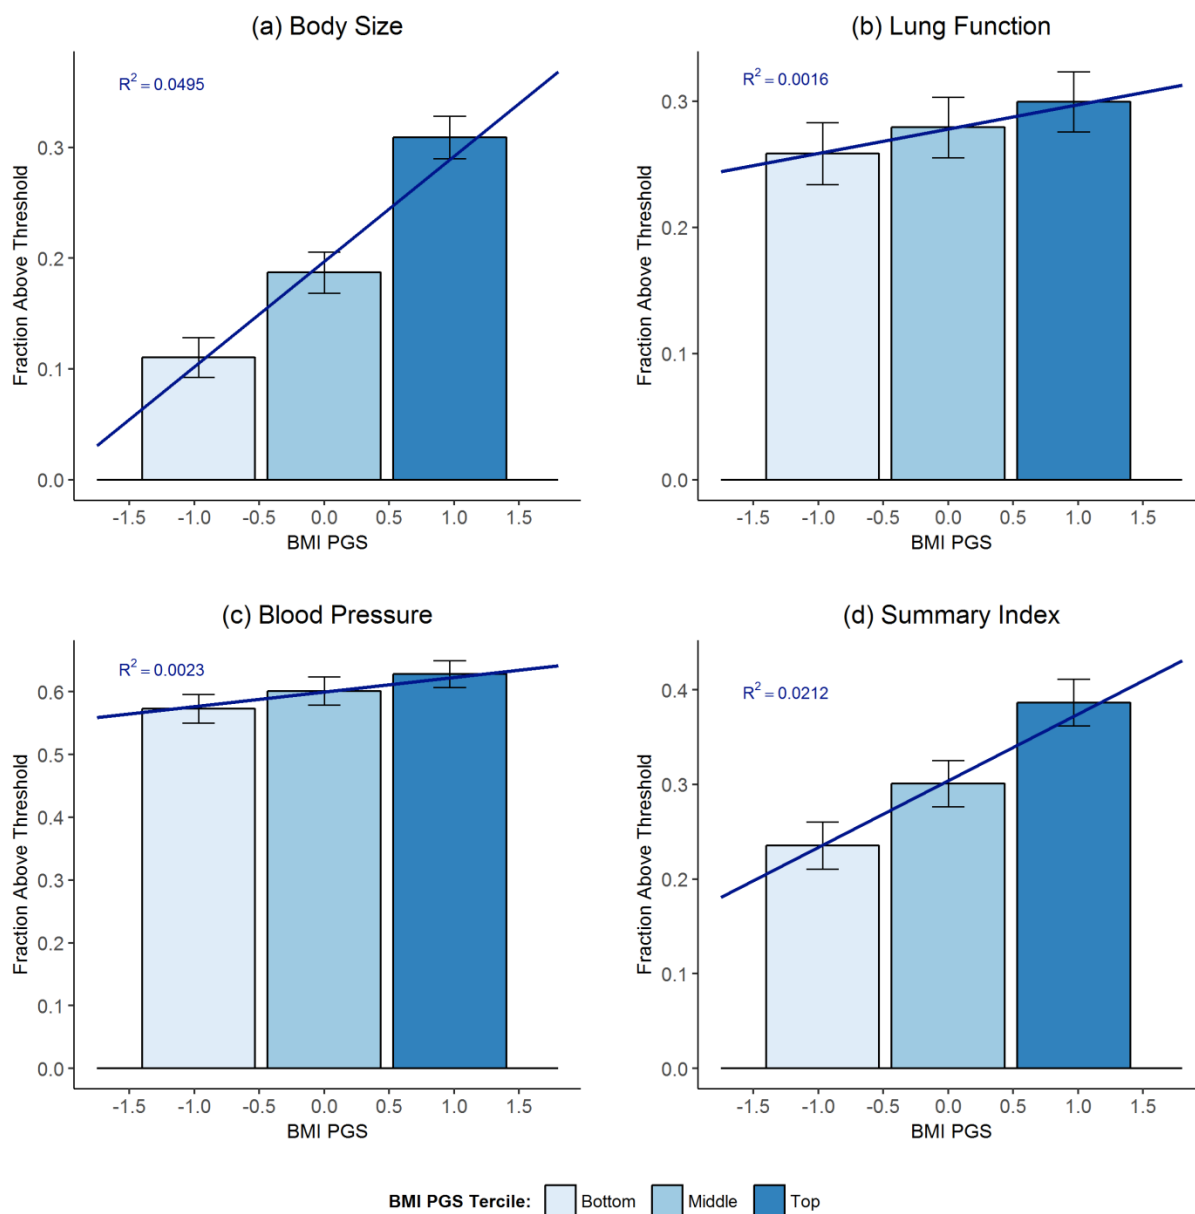 (a) Body Size
R² = 0.0495
Fraction Above Threshold
0.3
0.2
0.1
0.0
-1.5 -1.0 -0.5 0.0 0.5 1.0 1.5
BMI PGS
(b) Lung Function
R² = 0.0016
Fraction Above Threshold
0.3
0.2
0.1
0.0
-1.5 -1.0 -0.5 0.0 0.5 1.0 1.5
BMI PGS
(c) Blood Pressure
R² = 0.0023
Fraction Above Threshold
0.6
0.5
0.4
0.3
0.2
0.1
0.0
-1.5 -1.0 -0.5 0.0 0.5 1.0 1.5
BMI PGS
(d) Summary Index
R² = 0.0212
Fraction Above Threshold
0.4
0.3
0.2
0.1
0.0
-1.5 -1.0 -0.5 0.0 0.5 1.0 1.5
BMI PGS
BMI PGS Tercile: Bottom Middle Top